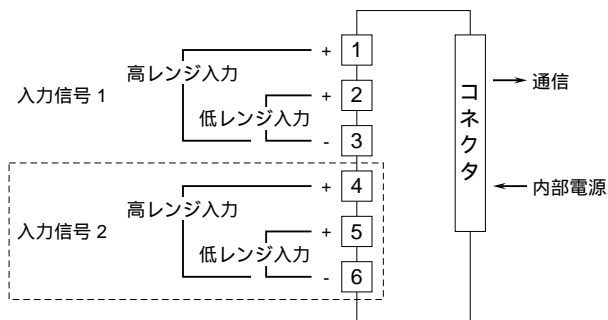 + 1
高レンジ入力
入力信号 1
+ 2
低レンジ入力
- 3
+ 4
高レンジ入力
入力信号 2
+ 5
低レンジ入力
- 6
コネクタ
通信
内部電源